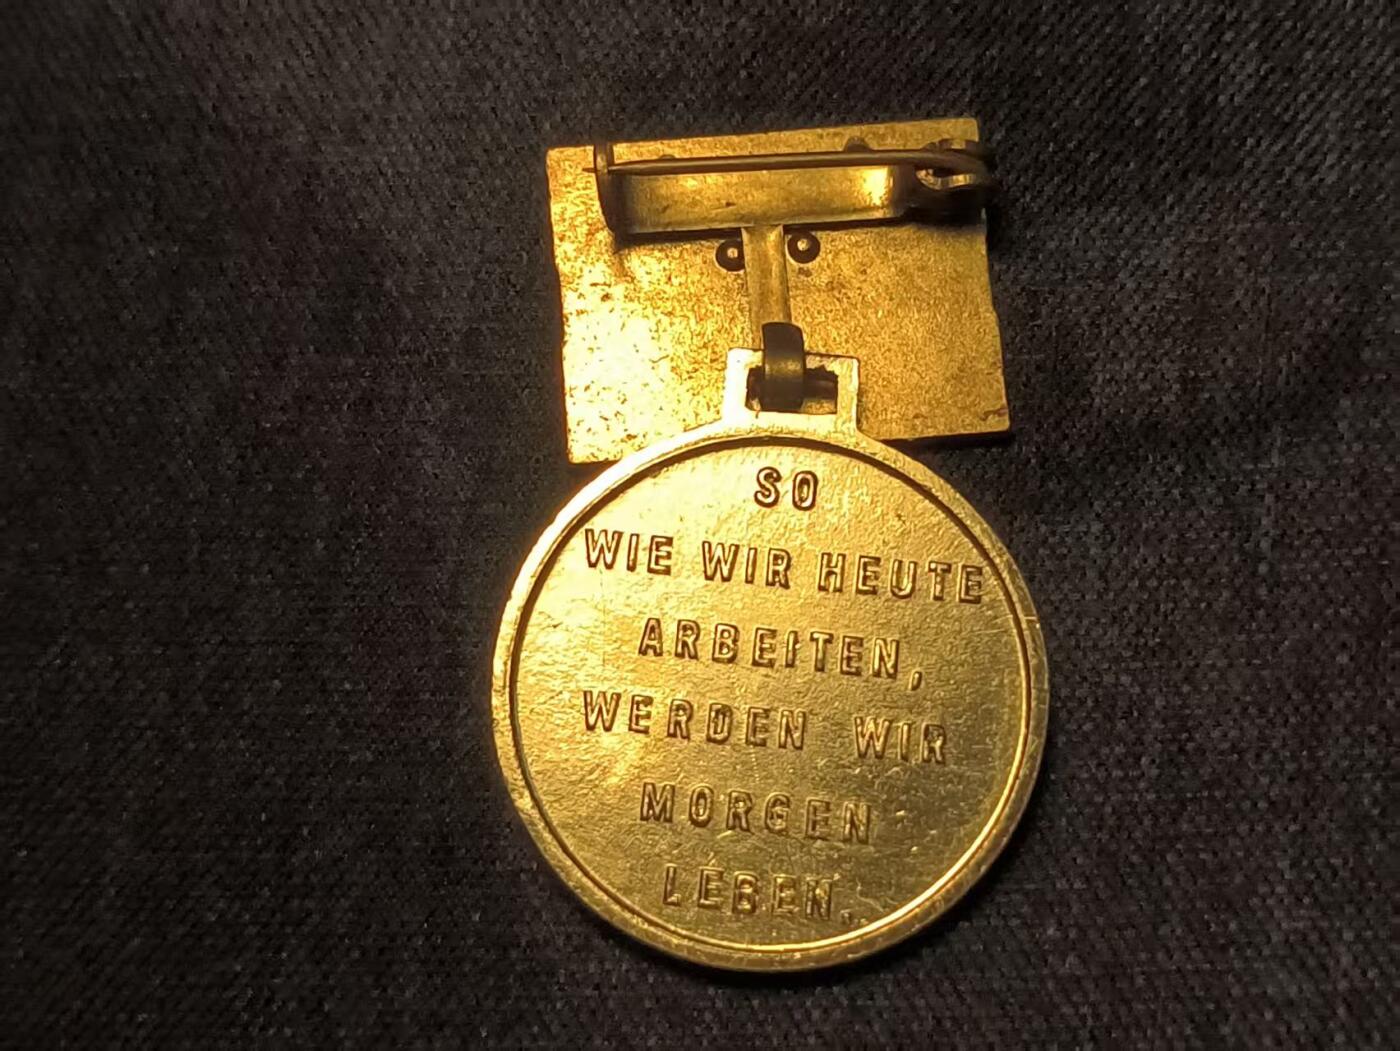 SO
WIE WIR HEUTE
ARBEITEN,
WERDEN WIR
MORGEN
LEBEN.